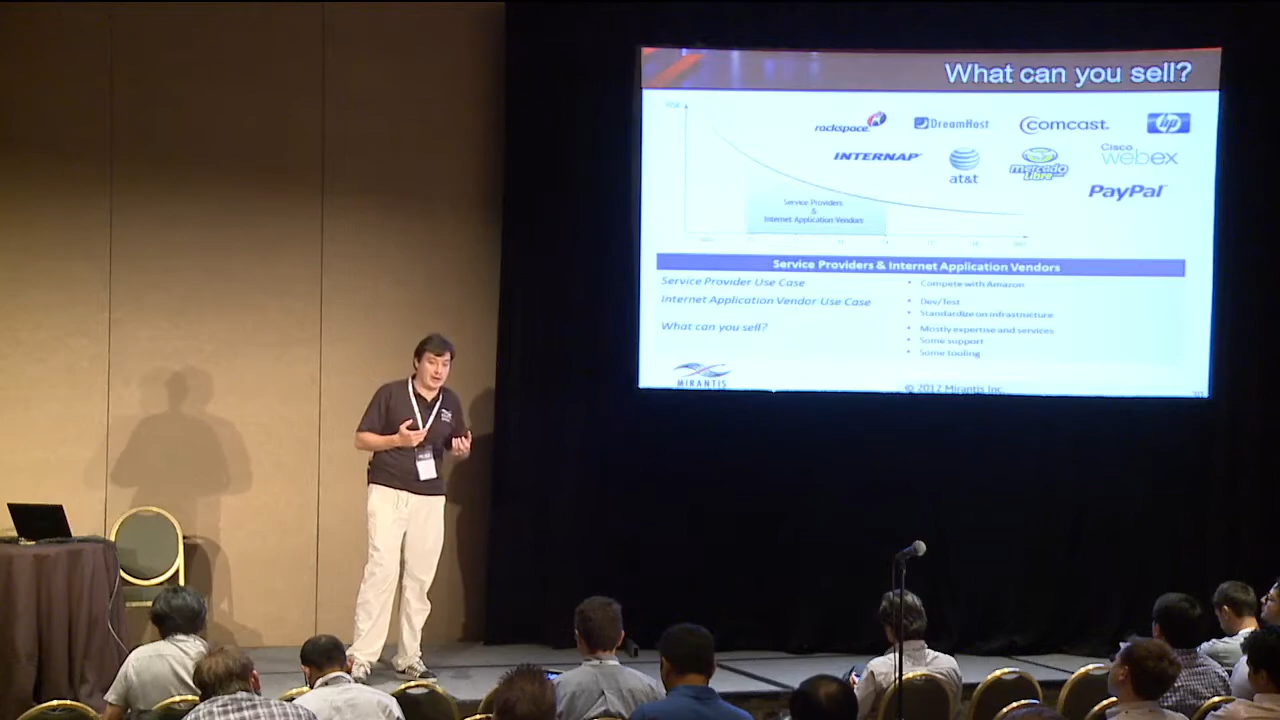 What can you sell?
rackspace
DreamHost
comcast.
hp
INTERNAP
at&t
mercado
Libre
Cisco
webex
PayPal
Service Providers
&
Internet Application Vendors
Service Providers & Internet Application Vendors
Service Provider Use Case
• Compete with Amazon
Internet Application Vendor Use Case
• Dev/Test
• Standardize on infrastructure
What can you sell?
• Mostly expertise and services
• Some support
• Some tooling
MIRANTIS
© 2012 Mirantis Inc.